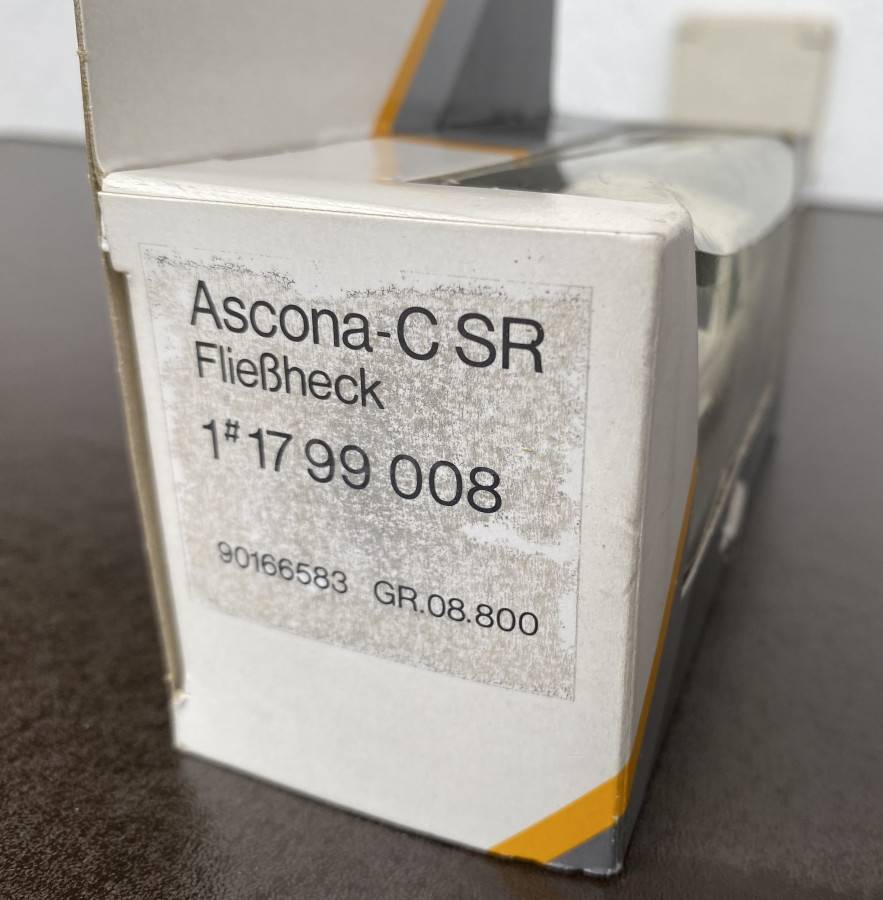 Ascona-C SR
Fließheck
1# 17 99 008
90166583 GR.08.800